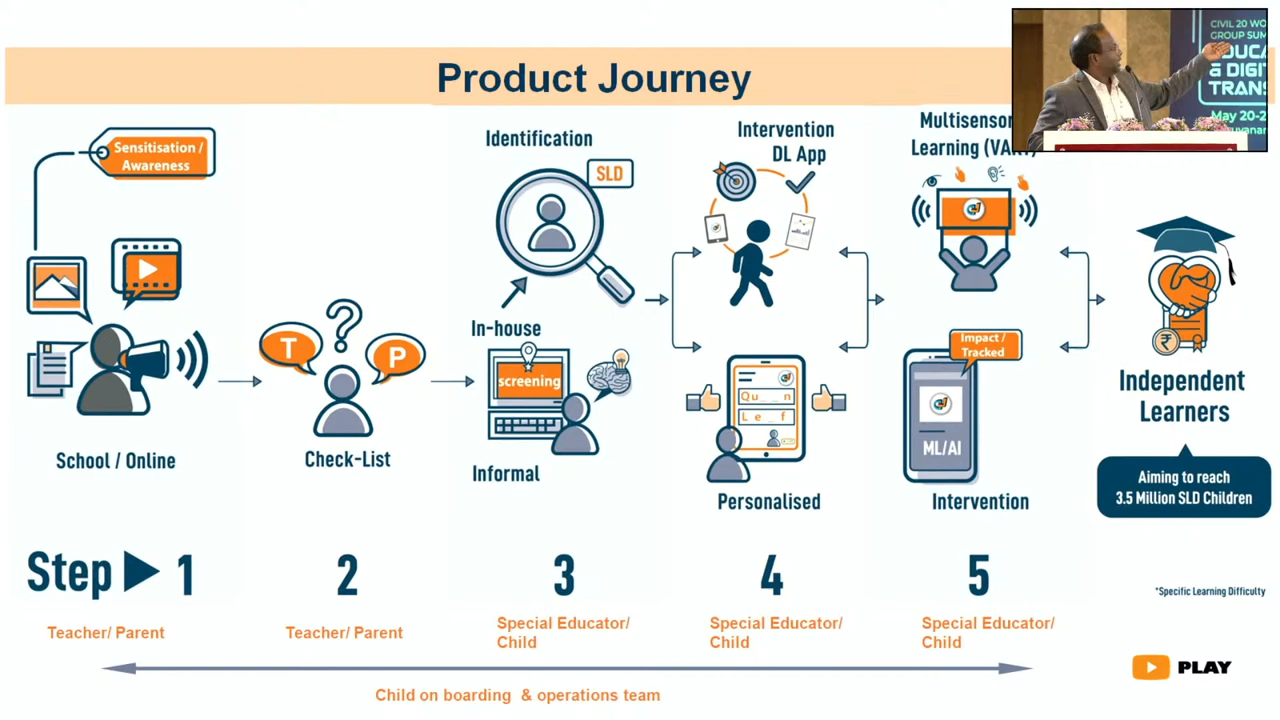 Product Journey
CIVIL 20 WO
GROUP SUM
EDUCA
& DIGIT
TRANS
May 20-2
Sensitisation /
Awareness
School / Online
T
P
Check-List
Identification
SLD
In-house
screening
Informal
Intervention
DL App
Qu_ _ n
L e _ f
Personalised
Multisensor
Learning (VAKT)
Impact /
Tracked
ML/AI
Intervention
Independent
Learners
Aiming to reach
3.5 Million SLD Children
Step 1
2
3
4
5
*Specific Learning Difficulty
Teacher/ Parent
Teacher/ Parent
Special Educator/
Child
Special Educator/
Child
Special Educator/
Child
Child on boarding & operations team
PLAY